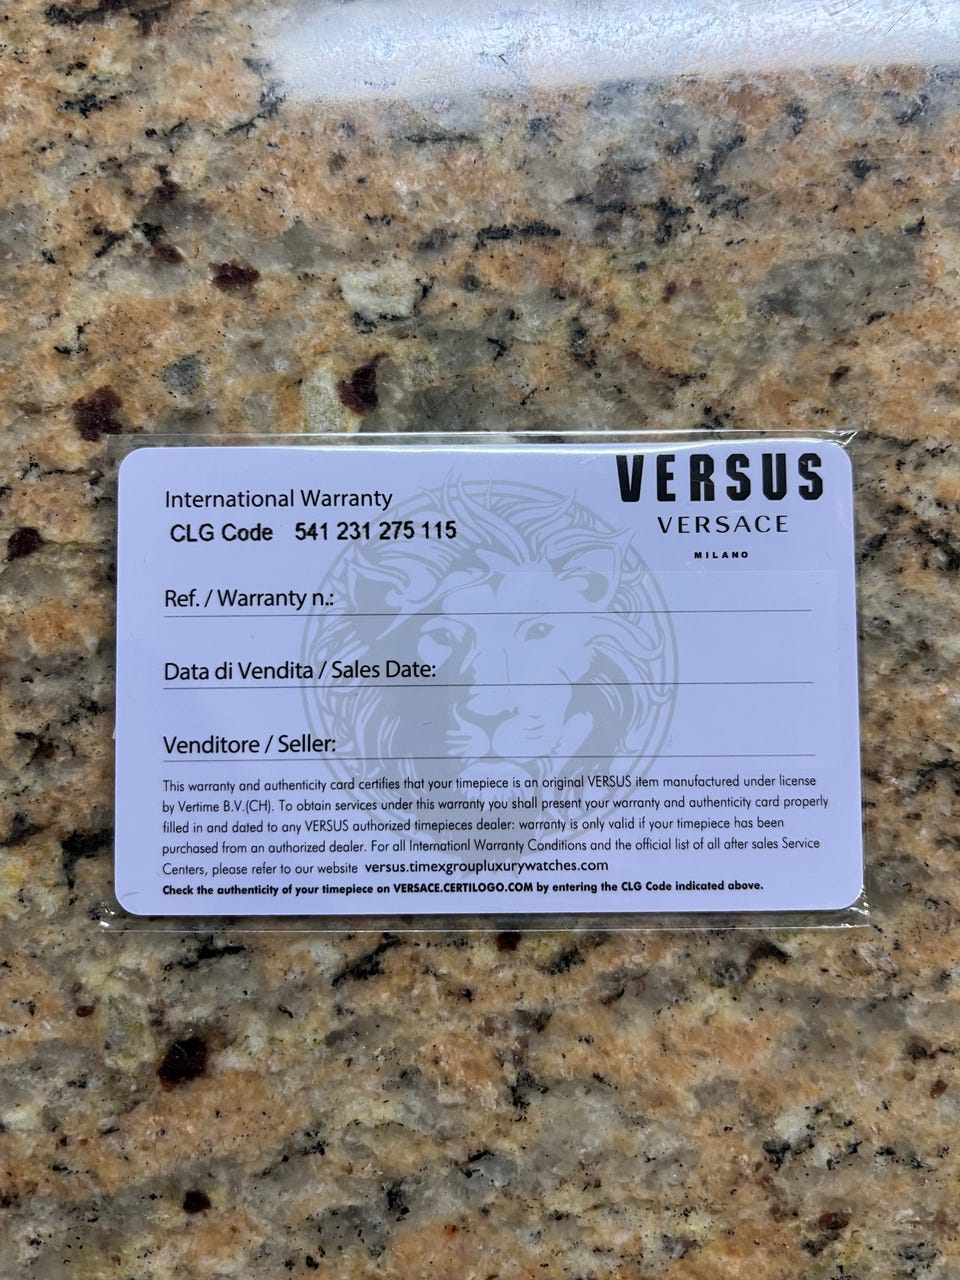 VERSUS
VERSACE
MILANO
International Warranty
CLG Code 541 231 275 115
Ref. / Warranty n.:
Data di Vendita / Sales Date:
Venditore / Seller:
This warranty and authenticity card certifies that your timepiece is an original VERSUS item manufactured under license
by Vertime B.V.(CH). To obtain services under this warranty you shall present your warranty and authenticity card properly
filled in and dated to any VERSUS authorized timepieces dealer: warranty is only valid if your timepiece has been
purchased from an authorized dealer. For all Internationl Warranty Conditions and the official list of all after sales Service
Centers, please refer to our website versus.timexgroupluxurywatches.com
Check the authenticity of your timepiece on VERSACE.CERTILOGO.COM by entering the CLG Code indicated above.